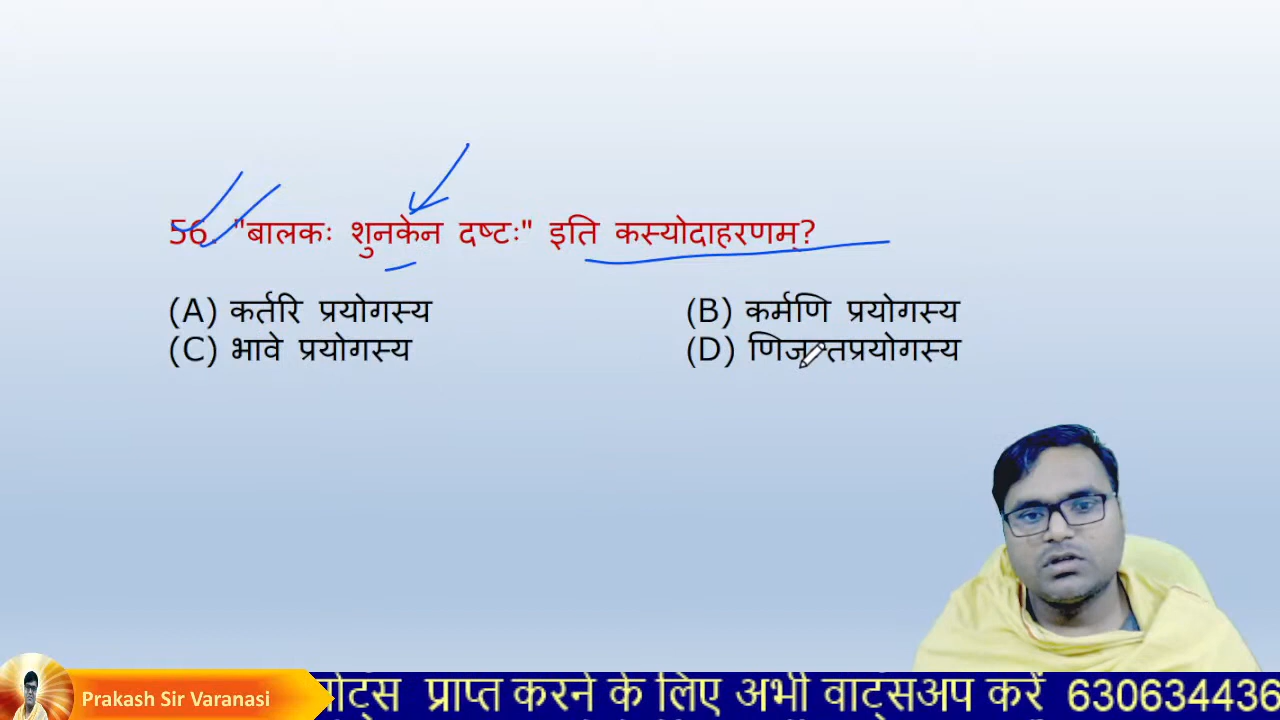 56. "बालकः शुनकेन दष्टः" इति कस्योदाहरणम्?
(A) कर्तरि प्रयोगस्य (B) कर्मणि प्रयोगस्य
(C) भावे प्रयोगस्य (D) णिजन्तप्रयोगस्य
Prakash Sir Varanasi
नोट्स प्राप्त करने के लिए अभी वाट्सअप करें 630634436